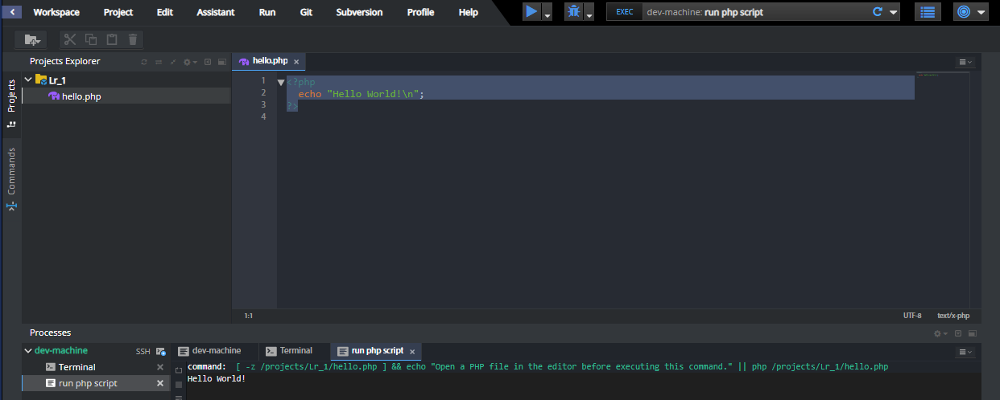 Workspace Project Edit Assistant Run Git Subversion Profile Help EXEC dev-machine: run php script
Projects Explorer
hello.php
Projects
Commands
Lr_1
hello.php
1 <?php
2 echo "Hello World!\n";
3 ?>
4
1:1 UTF-8 text/x-php
Processes
dev-machine SSH
Terminal
run php script
dev-machine Terminal run php script
command: [ -z /projects/Lr_1/hello.php ] && echo "Open a PHP file in the editor before executing this command." || php /projects/Lr_1/hello.php
Hello World!